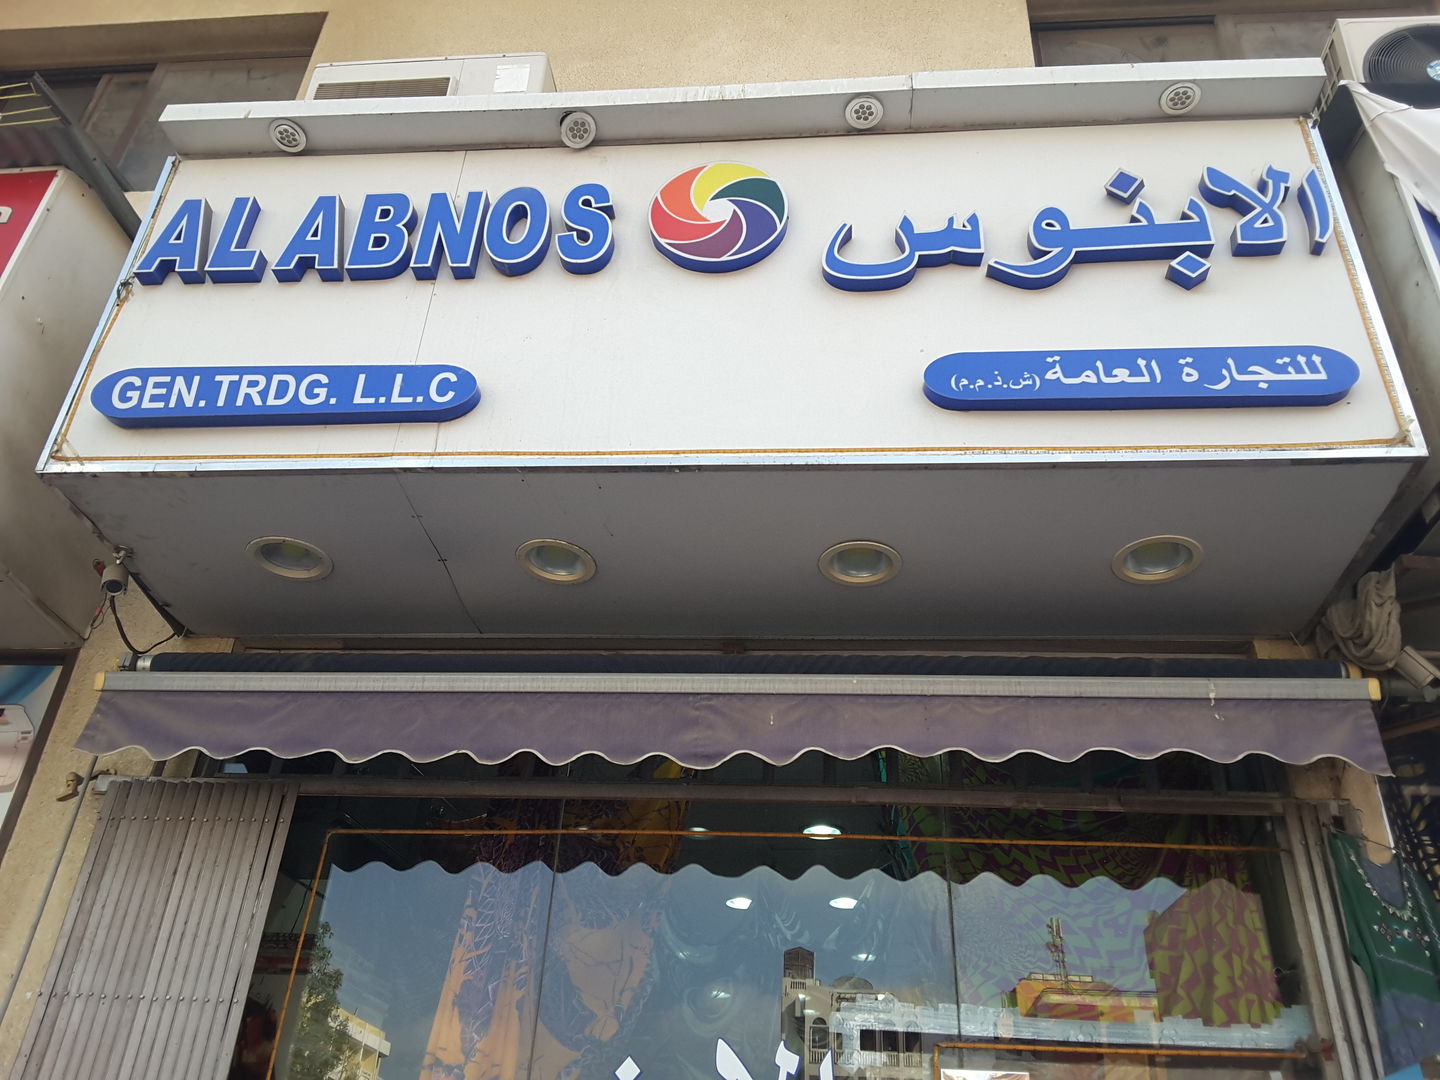 AL ABNOS
الابنوس
GEN.TRDG. L.L.C
للتجارة العامة (ش.ذ.م.م)